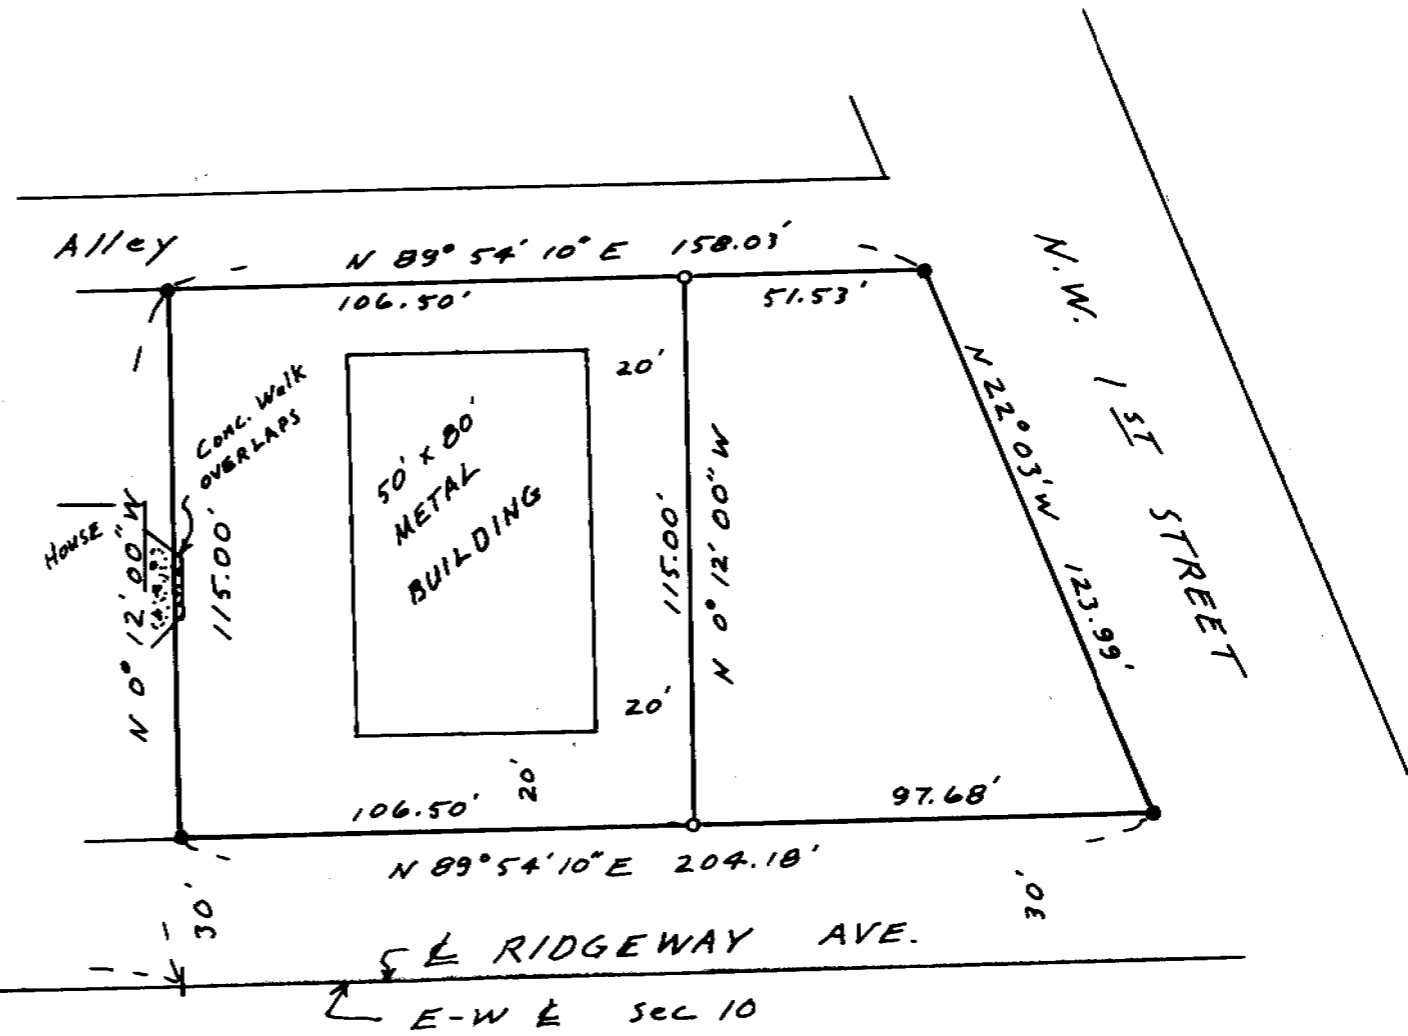 Alley
N 89° 54' 10" E 158.03'
106.50'
51.53'
N.W. 1ST STREET
N 22° 03' W 123.99'
20'
Conc. Walk
OVERLAPS
50' x 80'
METAL
BUILDING
HOUSE
N 0° 12' 00" W
115.00'
115.00'
N 0° 12' 00" W
20'
20'
106.50'
97.68'
N 89° 54' 10" E 204.18'
30'
30'
℄ RIDGEWAY AVE.
E-W ℄ sec 10